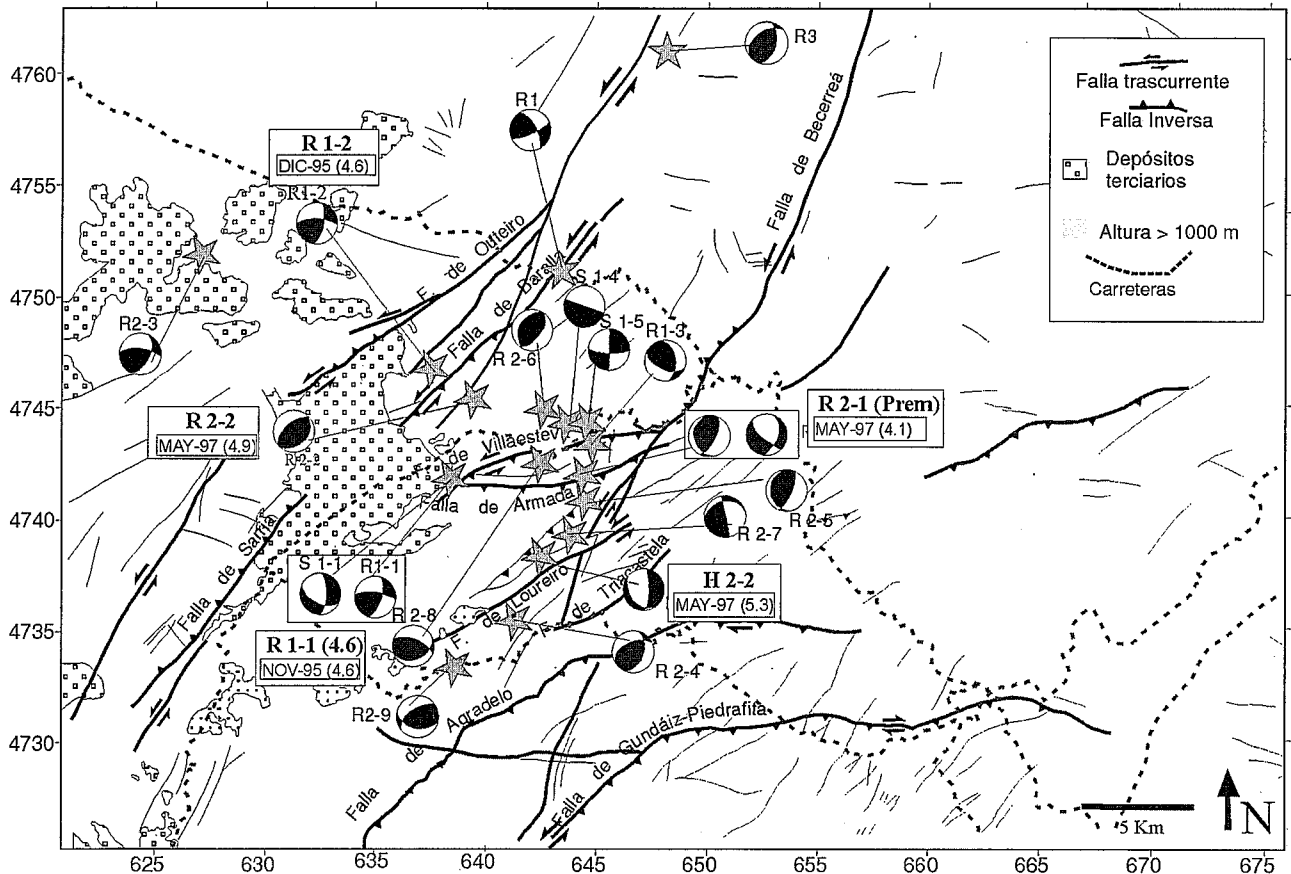 4760
4755
4750
4745
4740
4735
4730
625
630
635
640
645
650
655
660
665
670
675
R3
R1
R 1-2
DIC-95 (4.6)
R1-2
F. de Outeiro
Falla de Baralla
Falla de Becerreá
S 1-4
S 1-5
R1-3
R 2-6
R2-3
R 2-2
MAY-97 (4.9)
R 2-1 (Prem)
MAY-97 (4.1)
F. de Villaestev
Falla de Armada
R 2-5
R 2-7
Falla de Sarria
S 1-1
R1-1
R 2-8
H 2-2
MAY-97 (5.3)
F. de Loureiro
F. de Triacastela
R 1-1 (4.6)
NOV-95 (4.6)
R 2-4
R2-9
Falla de Agradelo
Falla de Gundáiz-Piedrafita
Falla trascurrente
Falla Inversa
Depósitos
terciarios
Altura > 1000 m
Carreteras
5 Km
N